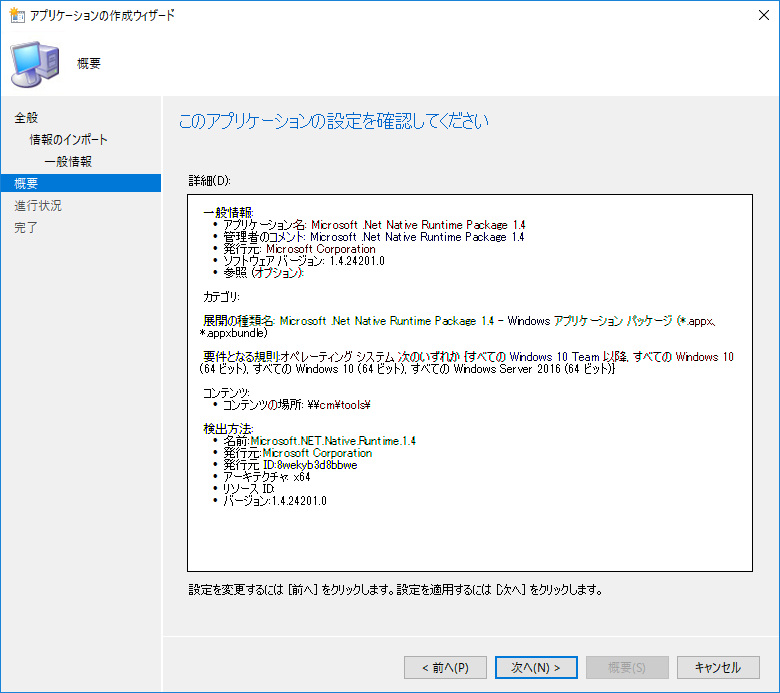 アプリケーションの作成ウィザード
概要
全般
情報のインポート
一般情報
概要
進行状況
完了
このアプリケーションの設定を確認してください
詳細(D):
一般情報:
• アプリケーション名: Microsoft .Net Native Runtime Package 1.4
• 管理者のコメント: Microsoft .Net Native Runtime Package 1.4
• 発行元: Microsoft Corporation
• ソフトウェア バージョン: 1.4.24201.0
• 参照 (オプション):
カテゴリ:
展開の種類名: Microsoft .Net Native Runtime Package 1.4 - Windows アプリケーション パッケージ (*.appx、
*.appxbundle)
要件となる規則:オペレーティング システム 次のいずれか {すべての Windows 10 Team 以降, すべての Windows 10
(64 ビット), すべての Windows 10 (64 ビット), すべての Windows Server 2016 (64 ビット)}
コンテンツ:
• コンテンツの場所: ¥¥cm¥tools¥
検出方法:
• 名前:Microsoft.NET.Native.Runtime.1.4
• 発行元:Microsoft Corporation
• 発行元 ID:8wekyb3d8bbwe
• アーキテクチャ: x64
• リソース ID:
• バージョン:1.4.24201.0
設定を変更するには [前へ] をクリックします。設定を適用するには [次へ] をクリックします。
< 前へ(P)
次へ(N) >
概要(S)
キャンセル